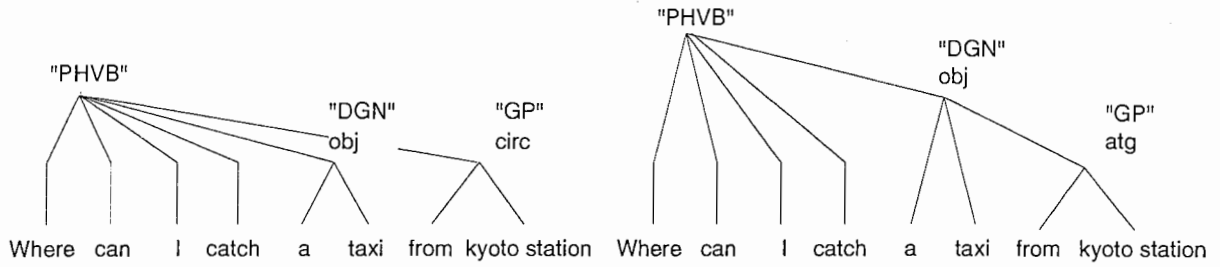 "PHVB"
"DGN"
obj
"GP"
circ
Where can I catch a taxi from kyoto station
"PHVB"
"DGN"
obj
"GP"
atg
Where can I catch a taxi from kyoto station